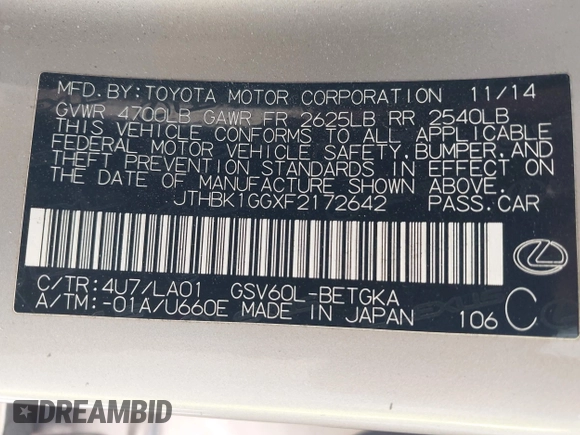 MFD.BY:TOYOTA MOTOR CORPORATION 11/14
GVWR 4700LB GAWR FR 2625LB RR 2540LB
THIS VEHICLE CONFORMS TO ALL APPLICABLE
FEDERAL MOTOR VEHICLE SAFETY,BUMPER,AND
THEFT PREVENTION STANDARDS IN EFFECT ON
THE DATE OF MANUFACTURE SHOWN ABOVE.
JTHBK1GGXF2172642 PASS.CAR
C/TR:4U7/LA01 GSV60L-BETGKA
A/TM:-01A/U660E MADE IN JAPAN 106 C
DREAMBID